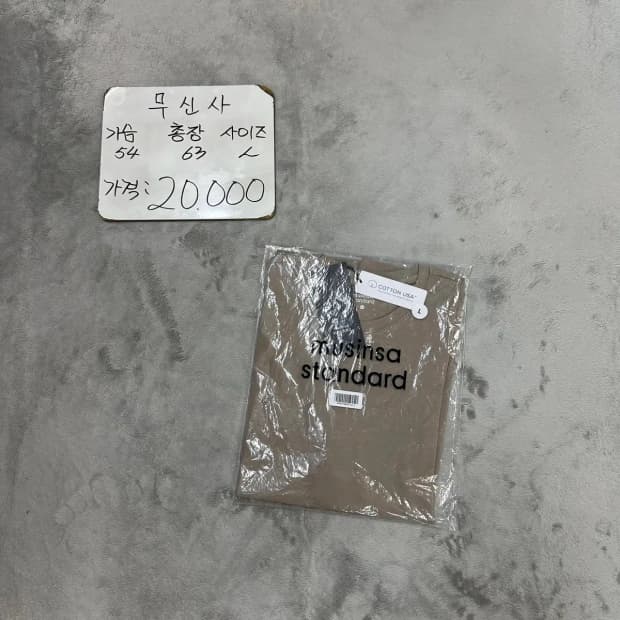 무신사
가슴 총장 사이즈
54 63 L
가격: 20.000
COTTON USA
L
standard
musinsa
standard